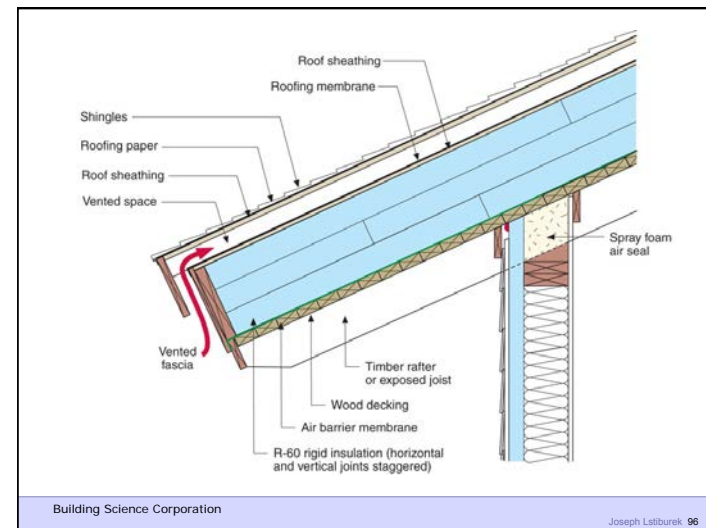 Roof sheathing
Roofing membrane
Shingles
Roofing paper
Roof sheathing
Vented space
Spray foam
air seal
Vented
fascia
Timber rafter
or exposed joist
Wood decking
Air barrier membrane
R-60 rigid insulation (horizontal
and vertical joints staggered)
Building Science Corporation
Joseph Lstiburek 96